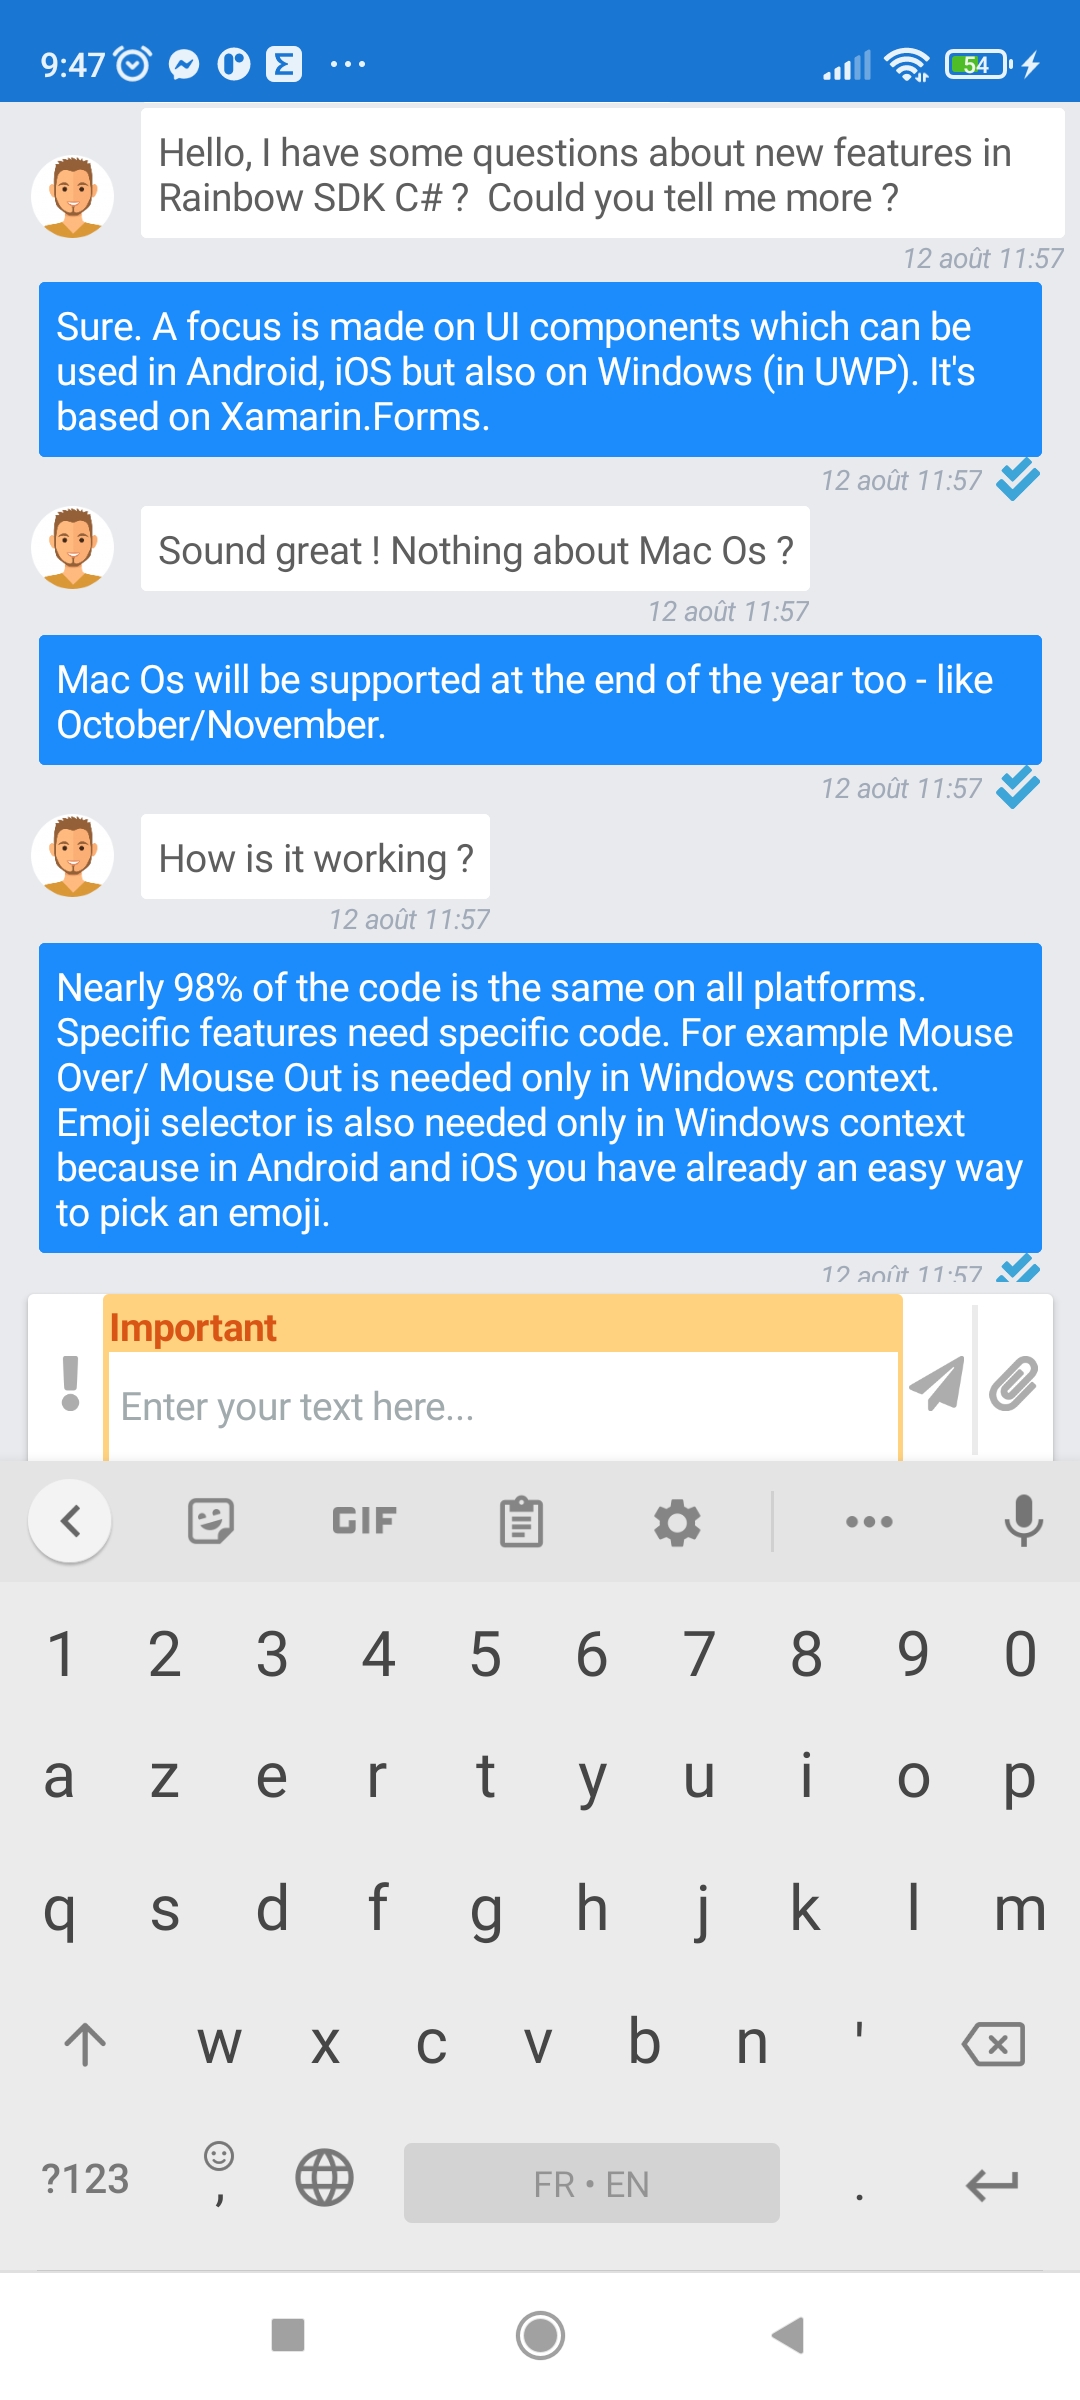 9:47
54
Hello, I have some questions about new features in
Rainbow SDK C# ?  Could you tell me more ?
12 août 11:57
Sure. A focus is made on UI components which can be
used in Android, iOS but also on Windows (in UWP). It's
based on Xamarin.Forms.
12 août 11:57
Sound great ! Nothing about Mac Os ?
12 août 11:57
Mac Os will be supported at the end of the year too - like
October/November.
12 août 11:57
How is it working ?
12 août 11:57
Nearly 98% of the code is the same on all platforms.
Specific features need specific code. For example Mouse
Over/ Mouse Out is needed only in Windows context.
Emoji selector is also needed only in Windows context
because in Android and iOS you have already an easy way
to pick an emoji.
12 août 11:57
Important
Enter your text here...
GIF
1 2 3 4 5 6 7 8 9 0
a z e r t y u i o p
q s d f g h j k l m
w x c v b n '
?123 , FR • EN .